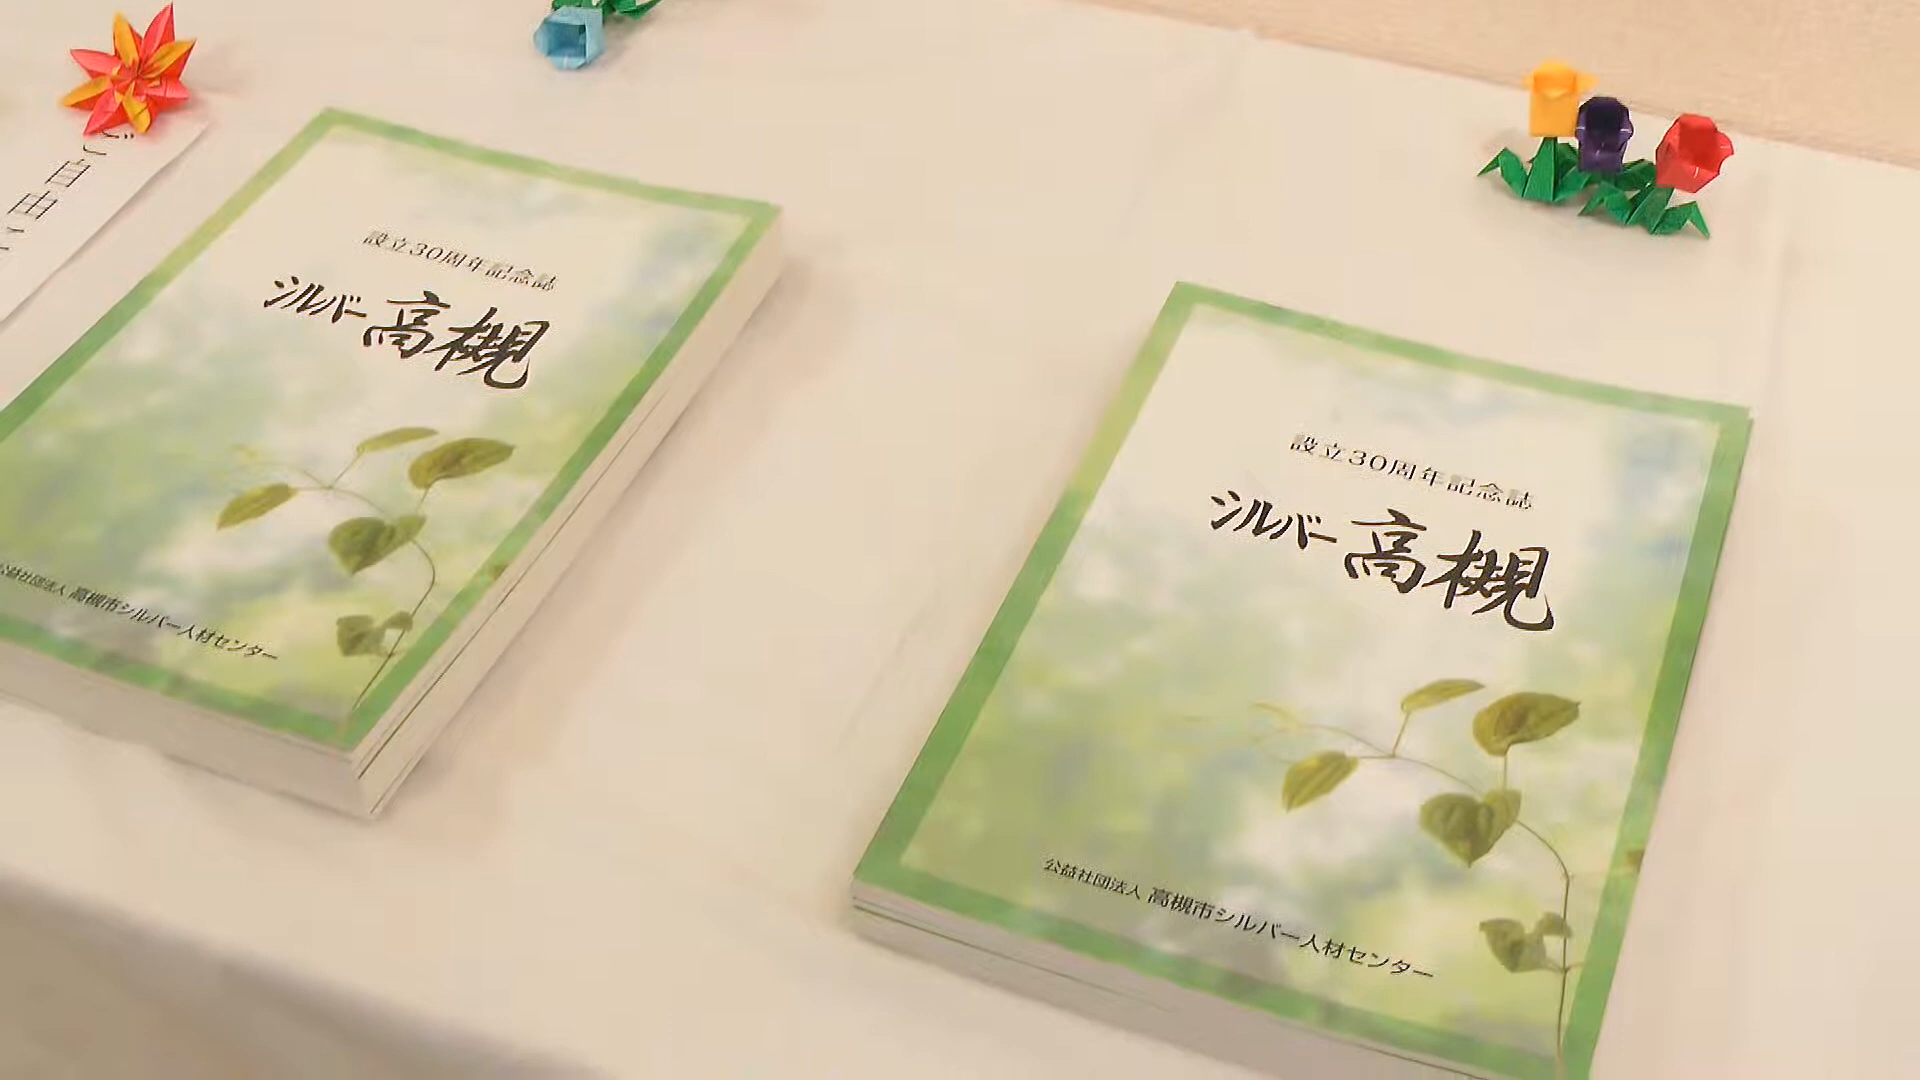 ご自由に
設立30周年記念誌
シルバー高槻
公益社団法人 高槻市シルバー人材センター
設立30周年記念誌
シルバー高槻
公益社団法人 高槻市シルバー人材センター